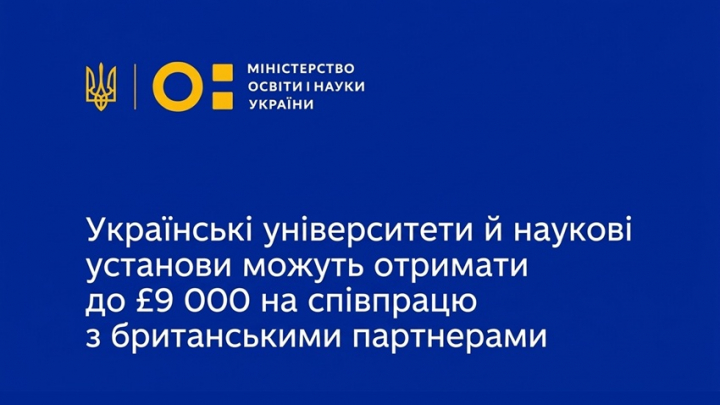 МІНІСТЕРСТВО
ОСВІТИ І НАУКИ
УКРАЇНИ
Українські університети й наукові
установи можуть отримати
до £9 000 на співпрацю
з британськими партнерами